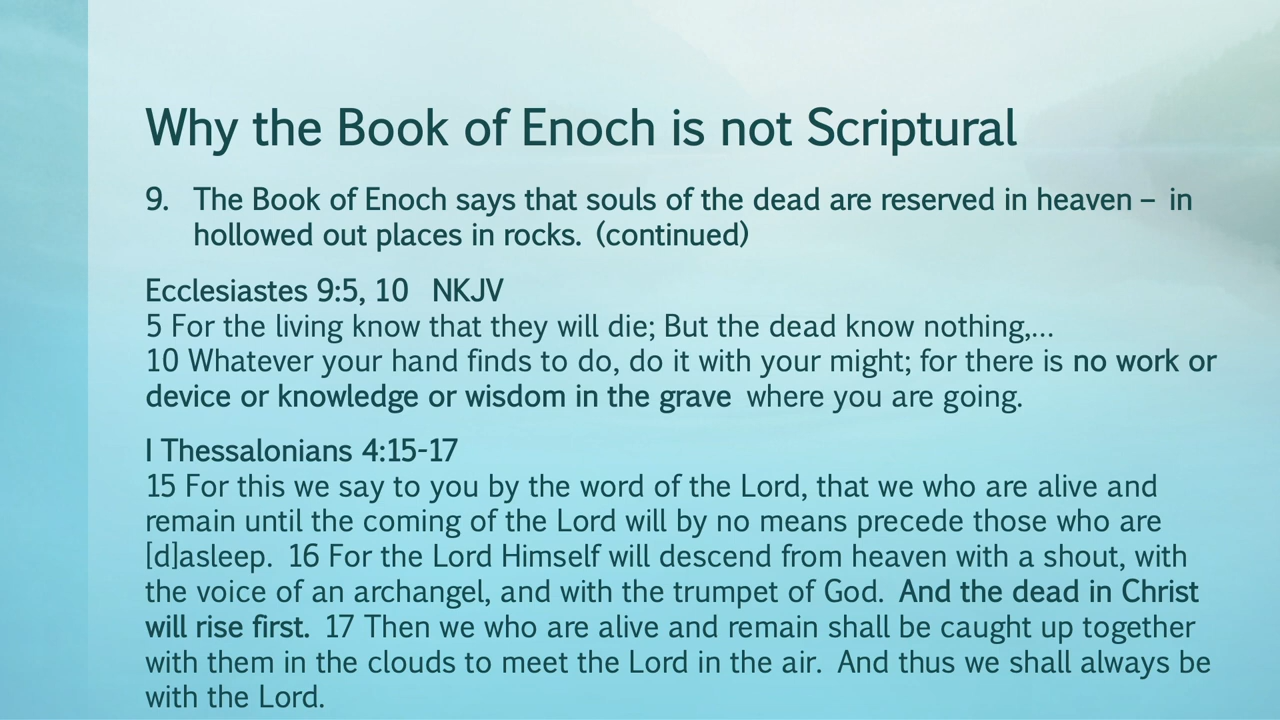 Why the Book of Enoch is not Scriptural
9. The Book of Enoch says that souls of the dead are reserved in heaven – in
hollowed out places in rocks. (continued)
Ecclesiastes 9:5, 10 NKJV
5 For the living know that they will die; But the dead know nothing,...
10 Whatever your hand finds to do, do it with your might; for there is no work or
device or knowledge or wisdom in the grave where you are going.
I Thessalonians 4:15-17
15 For this we say to you by the word of the Lord, that we who are alive and
remain until the coming of the Lord will by no means precede those who are
[d]asleep. 16 For the Lord Himself will descend from heaven with a shout, with
the voice of an archangel, and with the trumpet of God. And the dead in Christ
will rise first. 17 Then we who are alive and remain shall be caught up together
with them in the clouds to meet the Lord in the air. And thus we shall always be
with the Lord.